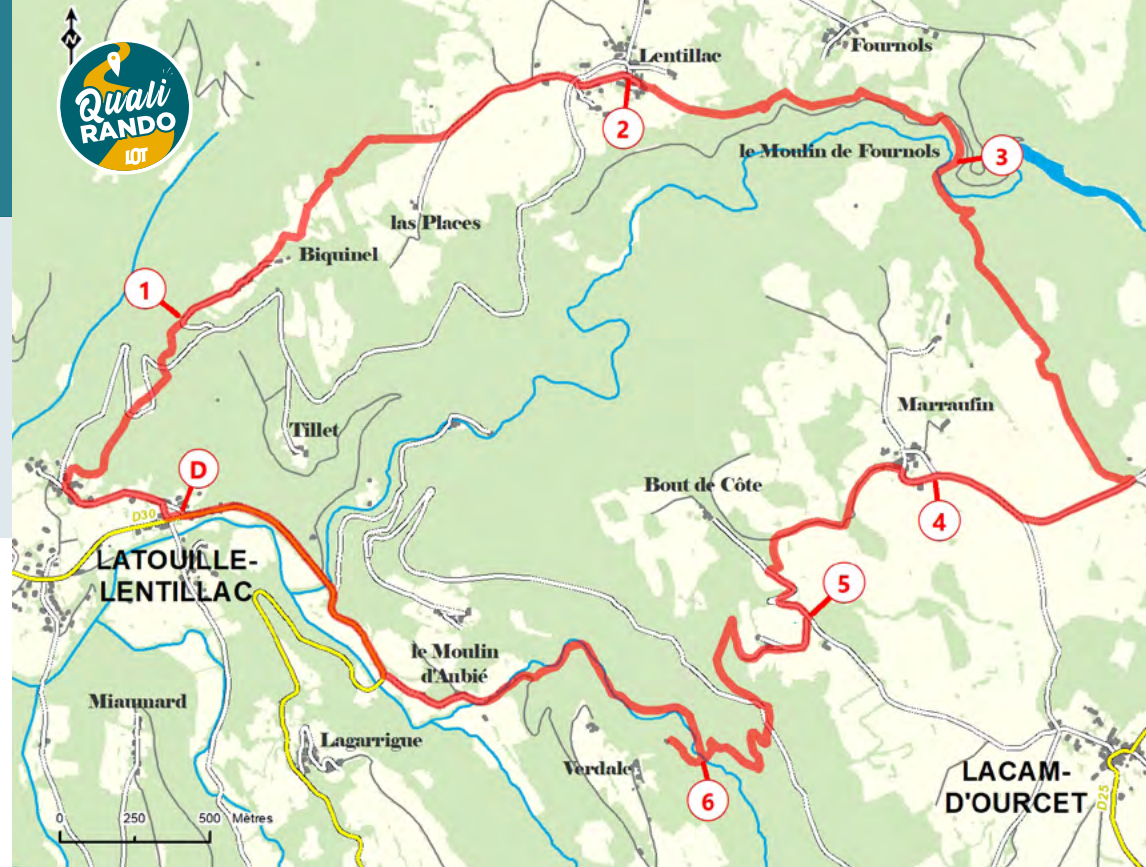 N
Quali
RANDO
LOT
Lentillac
Fournols
2
le Moulin de Fournols
3
las Places
Biquinel
1
Marraufin
Tillet
D
Bout de Côte
4
D30
LATOUILLE-
LENTILLAC
5
le Moulin
d'Aubié
Miaumard
Lagarrigue
Verdale
6
LACAM-
D'OURCET
D25
0 250 500 Mètres